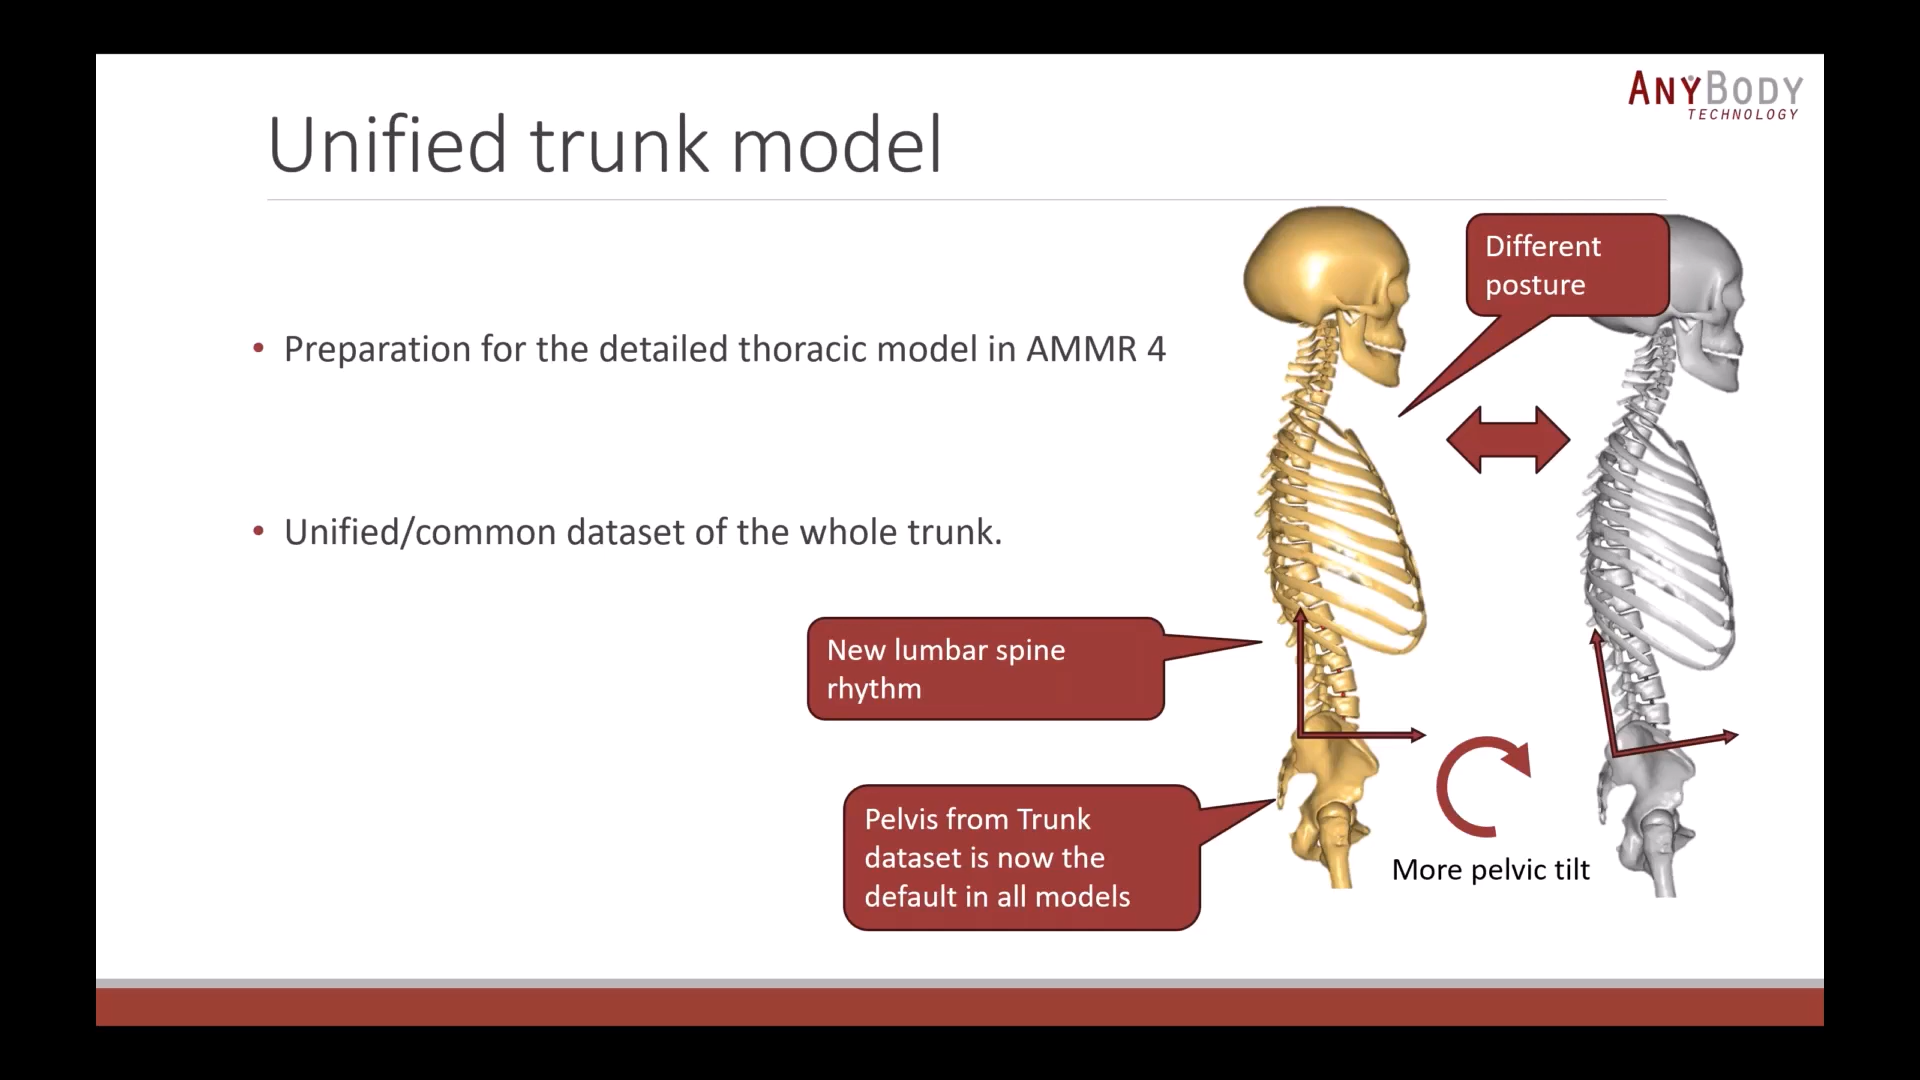 ANYBODY
TECHNOLOGY
Unified trunk model
Different
posture
• Preparation for the detailed thoracic model in AMMR 4
• Unified/common dataset of the whole trunk.
New lumbar spine
rhythm
Pelvis from Trunk
dataset is now the
default in all models
More pelvic tilt